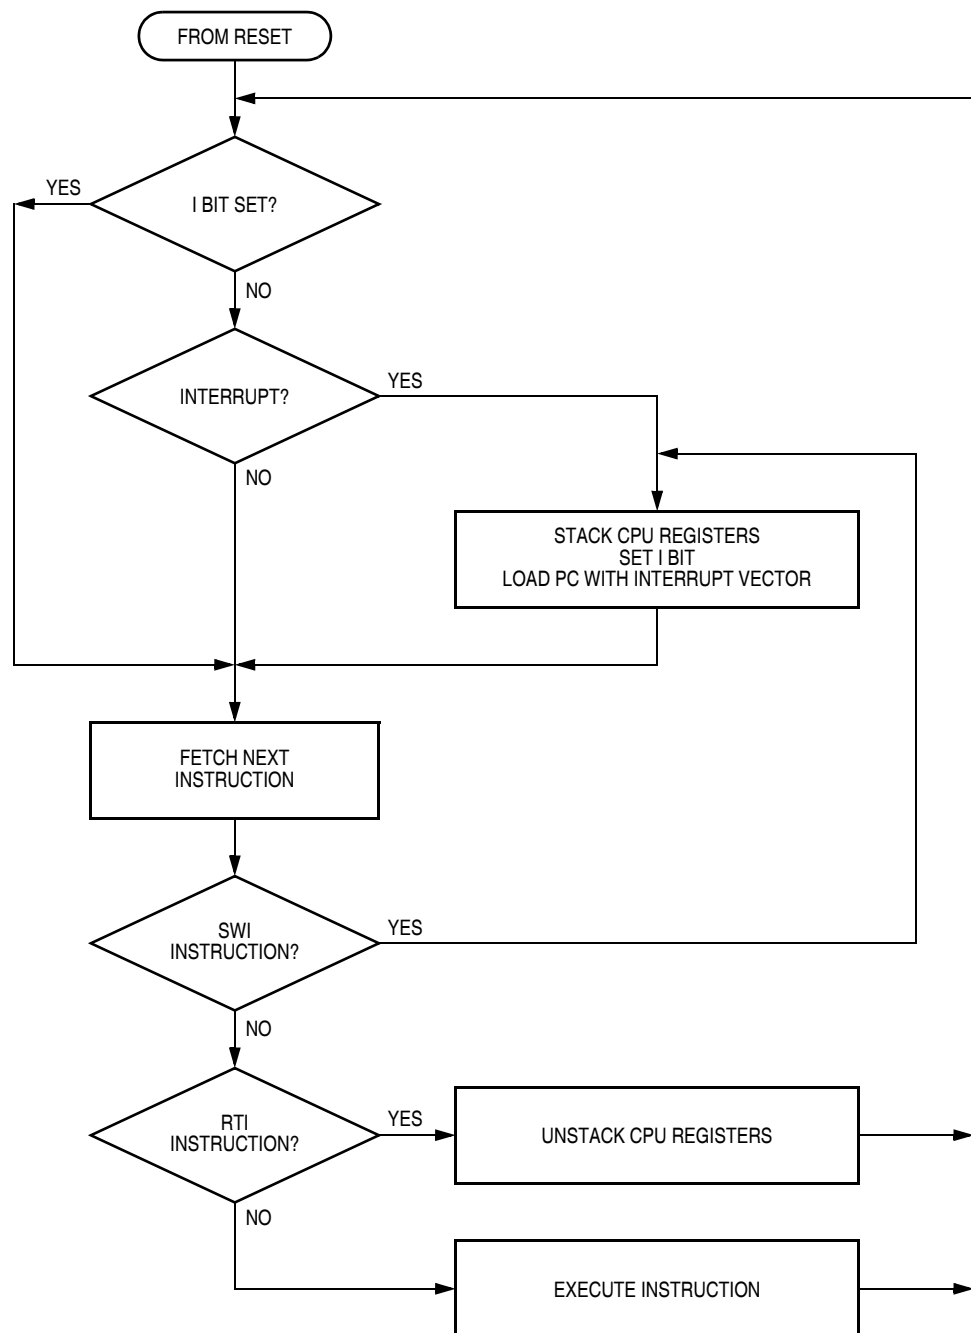 FROM RESET
YES
I BIT SET?
NO
INTERRUPT?
YES
NO
STACK CPU REGISTERS
SET I BIT
LOAD PC WITH INTERRUPT VECTOR
FETCH NEXT
INSTRUCTION
SWI
INSTRUCTION?
YES
NO
RTI
INSTRUCTION?
YES
UNSTACK CPU REGISTERS
NO
EXECUTE INSTRUCTION